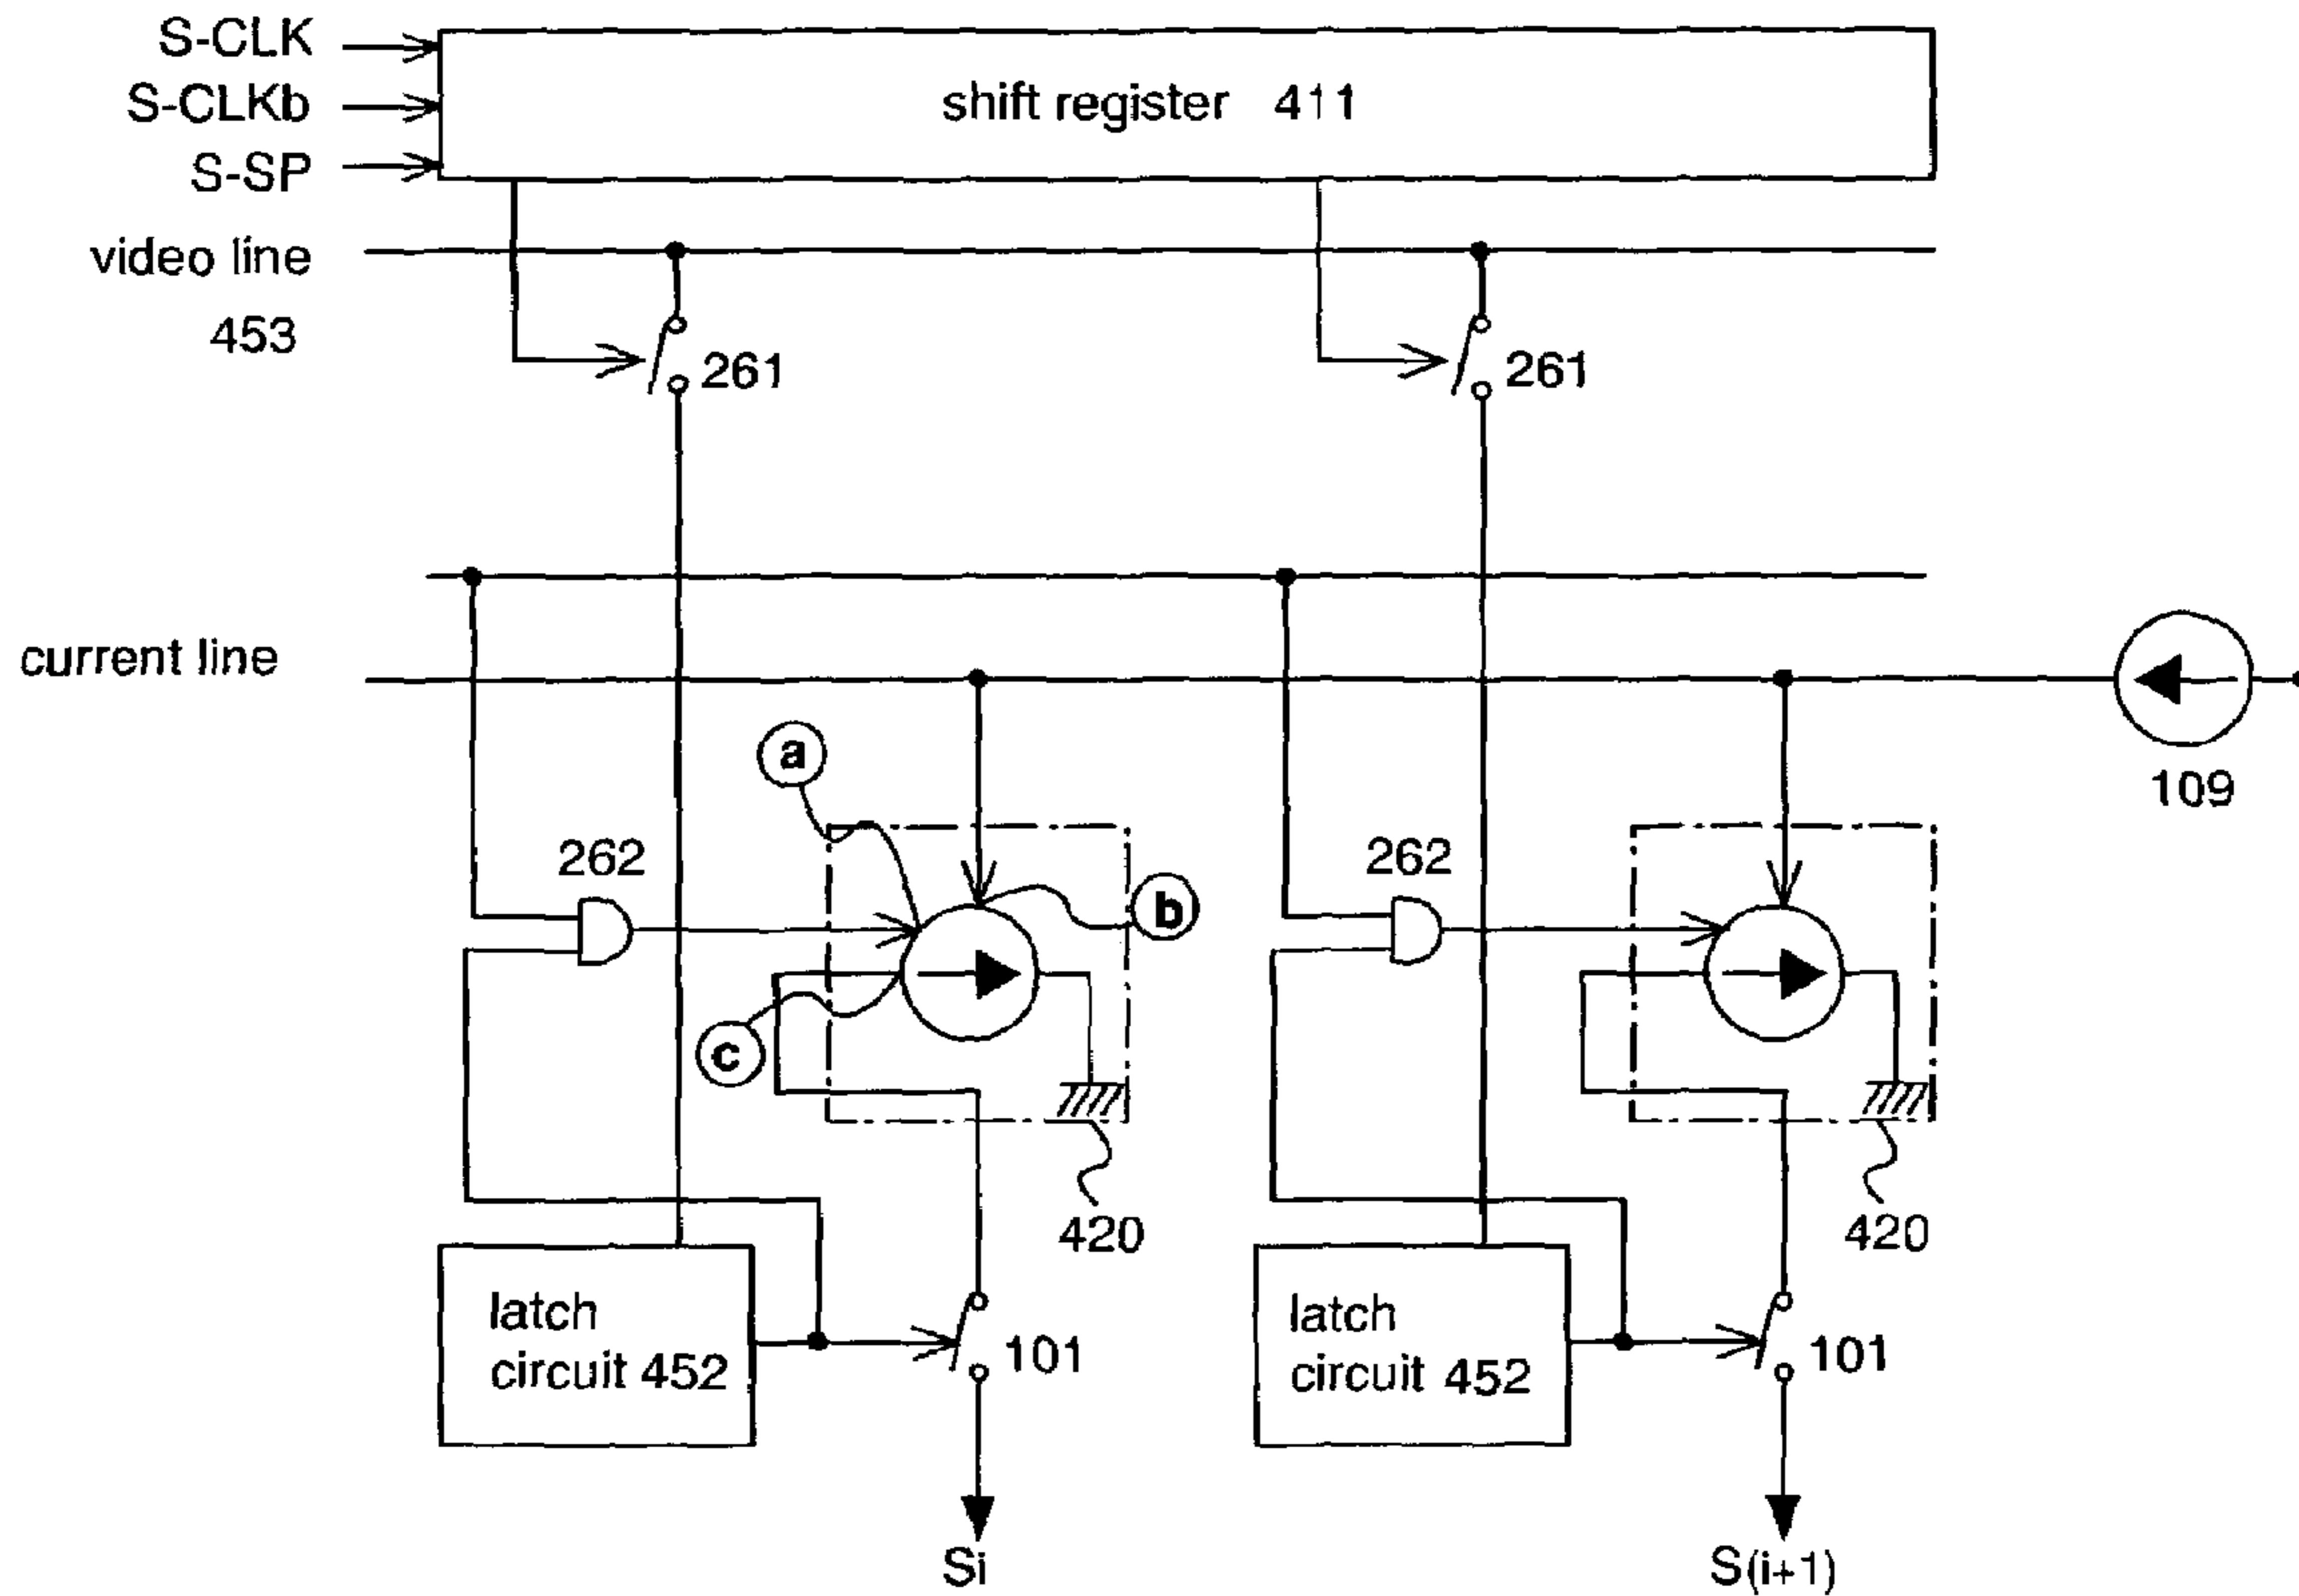 S-CLK
S-CLKb
S-SP
shift register 411
video line
453
261
261
current line
109
a
262
b
262
c
420
420
latch
circuit 452
101
latch
circuit 452
101
Si
S(i+1)